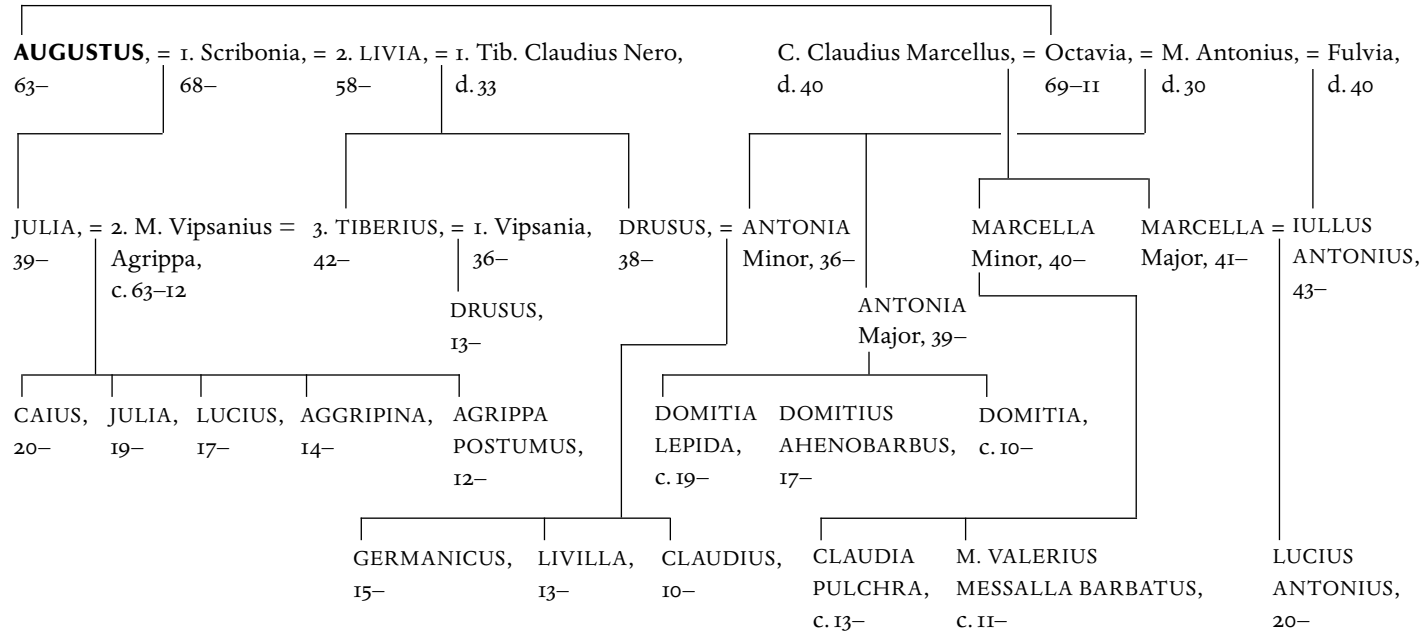 AUGUSTUS, = 1. Scribonia, = 2. LIVIA, = 1. Tib. Claudius Nero, C. Claudius Marcellus, = Octavia, = M. Antonius, = Fulvia,
63– 68– 58– d. 33 d. 40 69–11 d. 30 d. 40
JULIA, = 2. M. Vipsanius = 3. TIBERIUS, = 1. Vipsania, DRUSUS, = ANTONIA MARCELLA MARCELLA = IULLUS
39– Agrippa, 42– 36– 38– Minor, 36– Minor, 40– Major, 41– ANTONIUS,
c. 63–12 43–
DRUSUS, ANTONIA
13– Major, 39–
CAIUS, JULIA, LUCIUS, AGGRIPINA, AGRIPPA DOMITIA DOMITIUS DOMITIA,
20– 19– 17– 14– POSTUMUS, LEPIDA, AHENOBARBUS, c. 10–
12– c. 19– 17–
GERMANICUS, LIVILLA, CLAUDIUS, CLAUDIA M. VALERIUS LUCIUS
15– 13– 10– PULCHRA, MESSALLA BARBATUS, ANTONIUS,
c. 13– c. 11– 20–